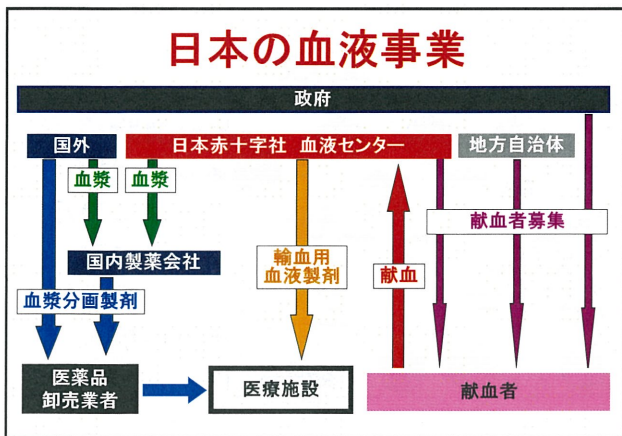 日本の血液事業
政府
国外
日本赤十字社 血液センター
地方自治体
血漿
血漿
献血者募集
国内製薬会社
輸血用
血液製剤
献血
血漿分画製剤
医薬品
卸売業者
医療施設
献血者